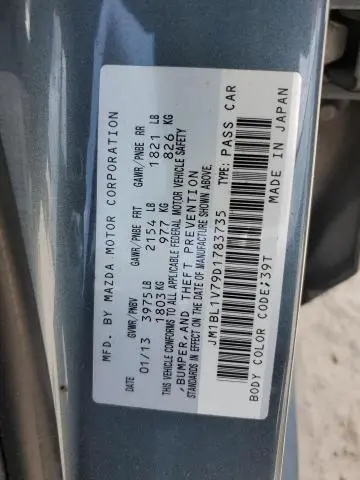 MFD. BY MAZDA MOTOR CORPORATION
DATE GVWR/PNBV GAWR/PNBE FRT GAWR/PNBE RR
01/13 3975 LB 2154 LB 1821 LB
1803 KG 977 KG 826 KG
THIS VEHICLE CONFORMS TO ALL APPLICABLE FEDERAL MOTOR VEHICLE SAFETY
,BUMPER,AND THEFT PREVENTION
STANDARDS IN EFFECT ON THE DATE OF MANUFACTURE SHOWN ABOVE.
JM1BL1V79D1783735 TYPE: PASS CAR
BODY COLOR CODE;39T MADE IN JAPAN